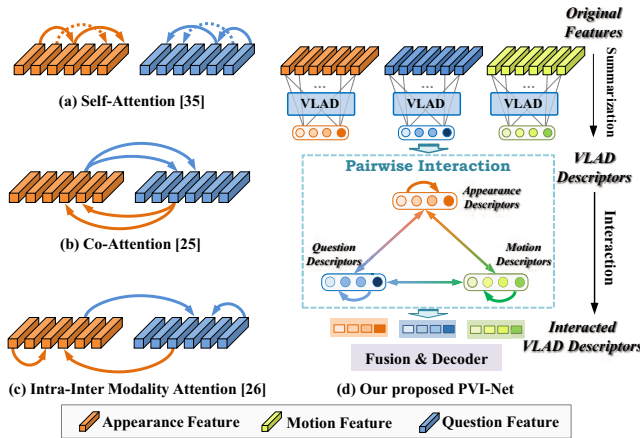 (a) Self-Attention [35]
(b) Co-Attention [25]
(c) Intra-Inter Modality Attention [26]
Original
Features
Summarization
...
...
...
VLAD
VLAD
VLAD
VLAD
Descriptors
Pairwise Interaction
Appearance
Descriptors
Question
Descriptors
Motion
Descriptors
Interaction
Interacted
VLAD Descriptors
Fusion & Decoder
(d) Our proposed PVI-Net
Appearance Feature
Motion Feature
Question Feature